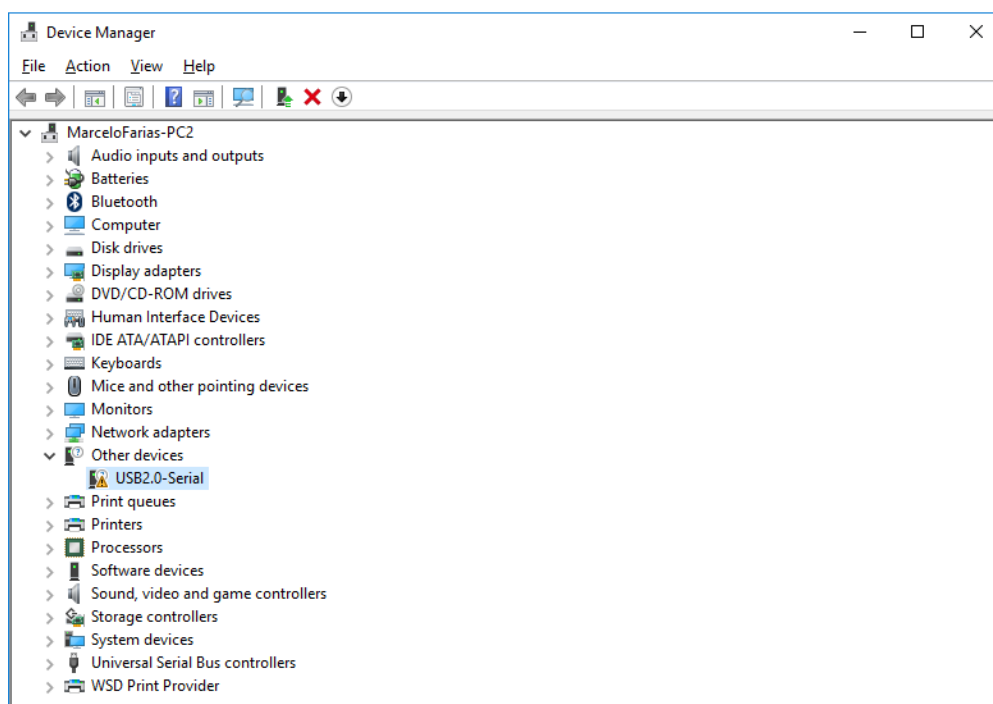 Device Manager
File Action View Help
MarceloFarias-PC2
Audio inputs and outputs
Batteries
Bluetooth
Computer
Disk drives
Display adapters
DVD/CD-ROM drives
Human Interface Devices
IDE ATA/ATAPI controllers
Keyboards
Mice and other pointing devices
Monitors
Network adapters
Other devices
USB2.0-Serial
Print queues
Printers
Processors
Software devices
Sound, video and game controllers
Storage controllers
System devices
Universal Serial Bus controllers
WSD Print Provider